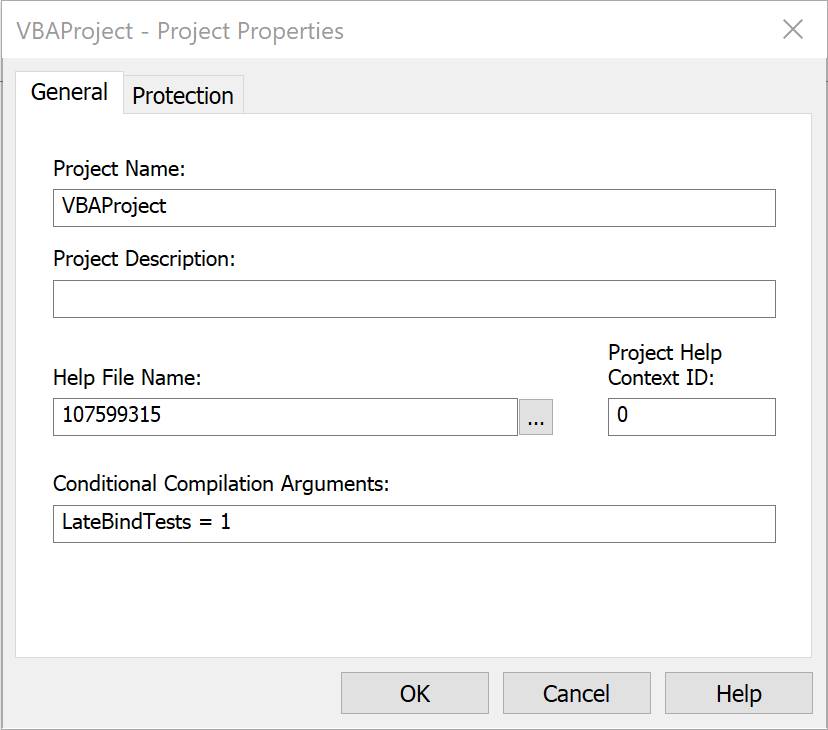 VBAProject - Project Properties
General
Protection
Project Name:
VBAProject
Project Description:
Project Help
Context ID:
Help File Name:
107599315
...
0
Conditional Compilation Arguments:
LateBindTests = 1
OK
Cancel
Help